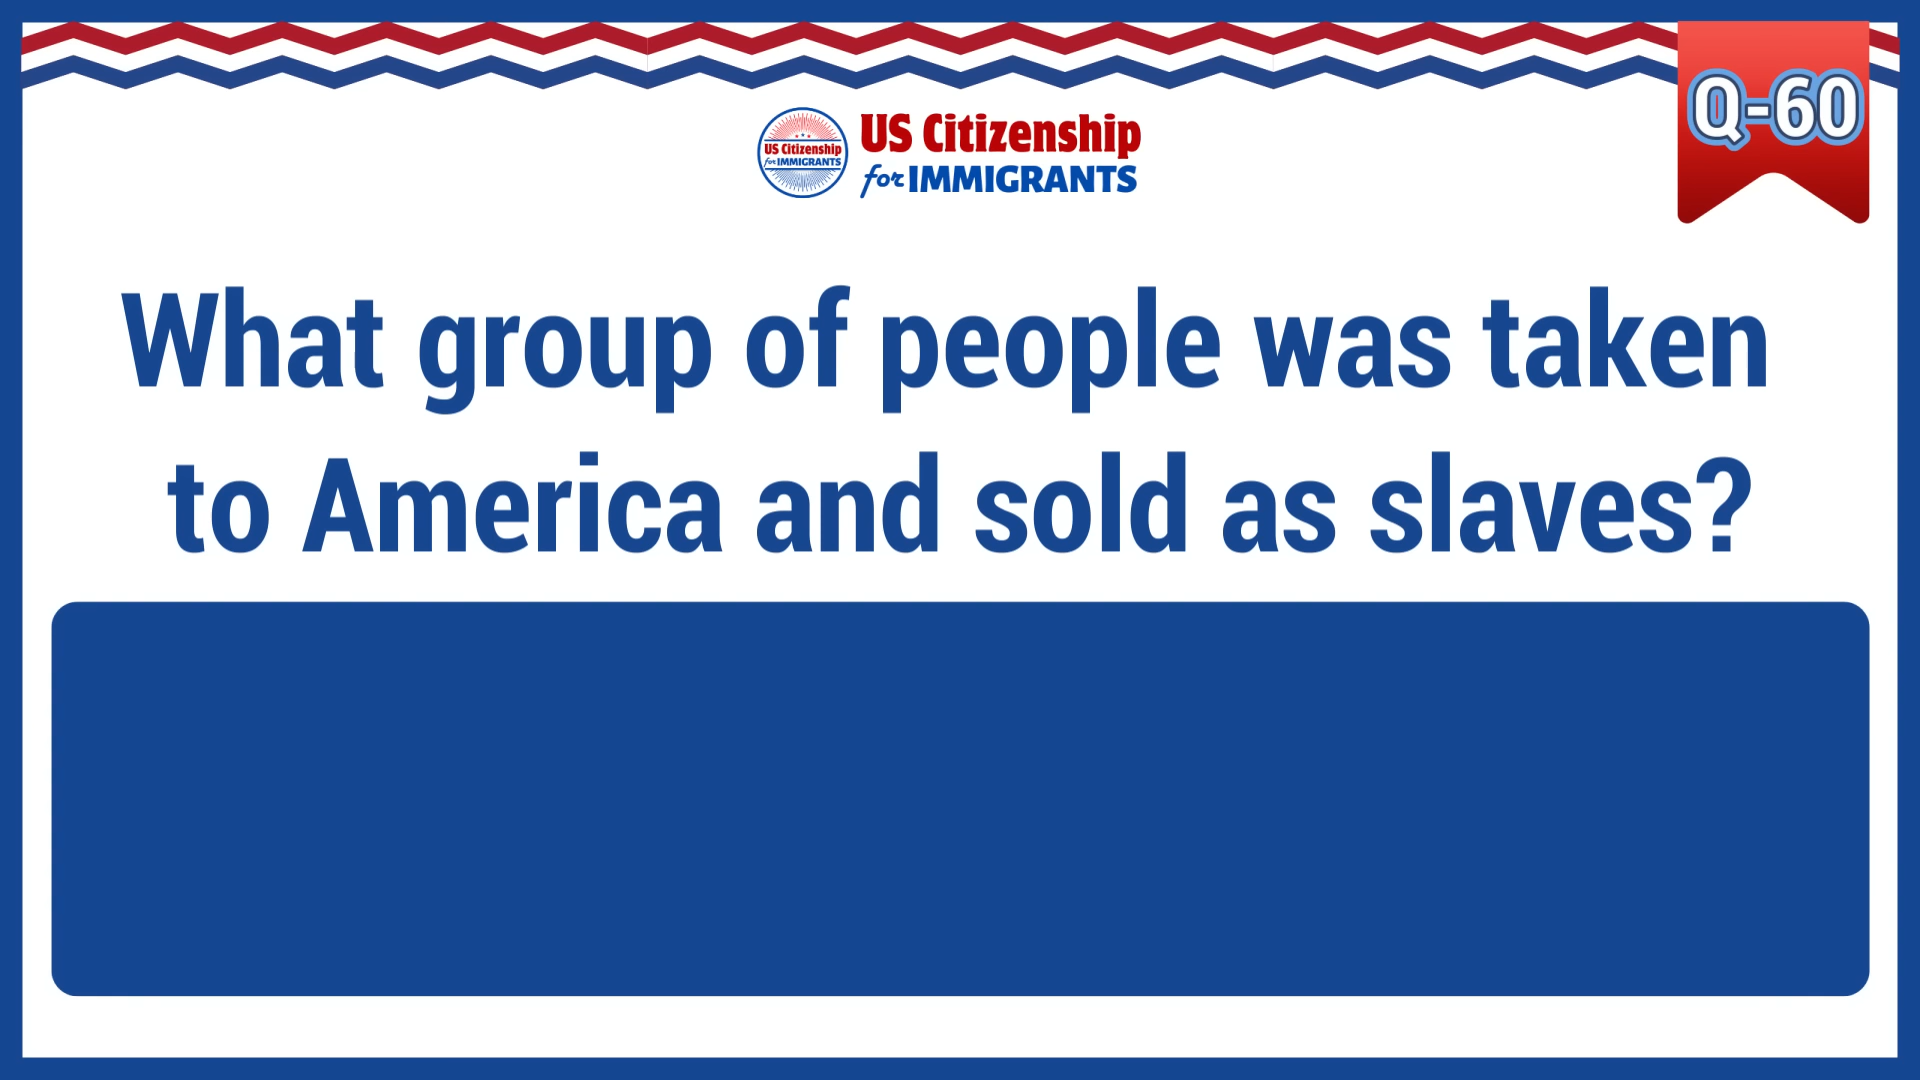 Q-60
US Citizenship
for IMMIGRANTS
US Citizenship
for IMMIGRANTS
What group of people was taken
to America and sold as slaves?